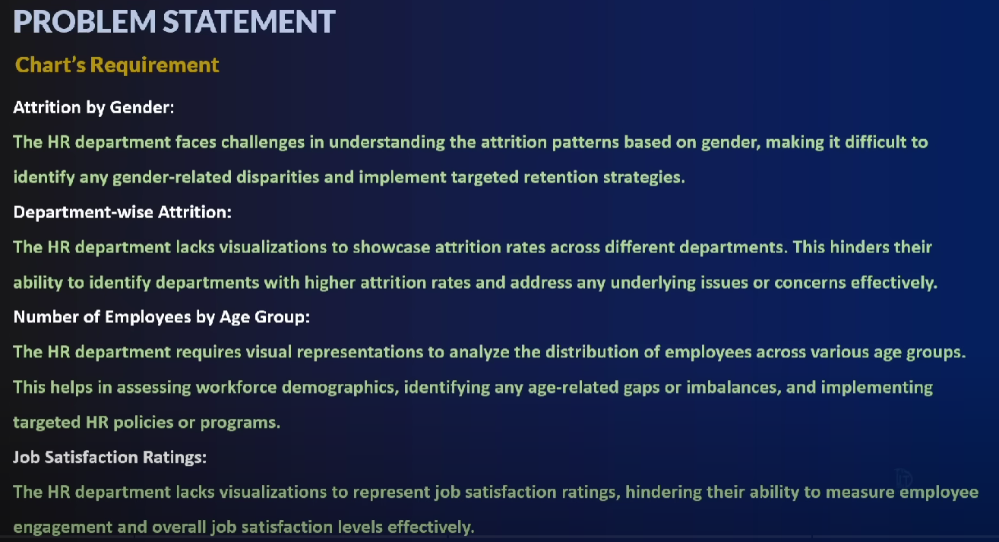 PROBLEM STATEMENT
Chart's Requirement
Attrition by Gender:
The HR department faces challenges in understanding the attrition patterns based on gender, making it difficult to
identify any gender-related disparities and implement targeted retention strategies.
Department-wise Attrition:
The HR department lacks visualizations to showcase attrition rates across different departments. This hinders their
ability to identify departments with higher attrition rates and address any underlying issues or concerns effectively.
Number of Employees by Age Group:
The HR department requires visual representations to analyze the distribution of employees across various age groups.
This helps in assessing workforce demographics, identifying any age-related gaps or imbalances, and implementing
targeted HR policies or programs.
Job Satisfaction Ratings:
The HR department lacks visualizations to represent job satisfaction ratings, hindering their ability to measure employee
engagement and overall job satisfaction levels effectively.